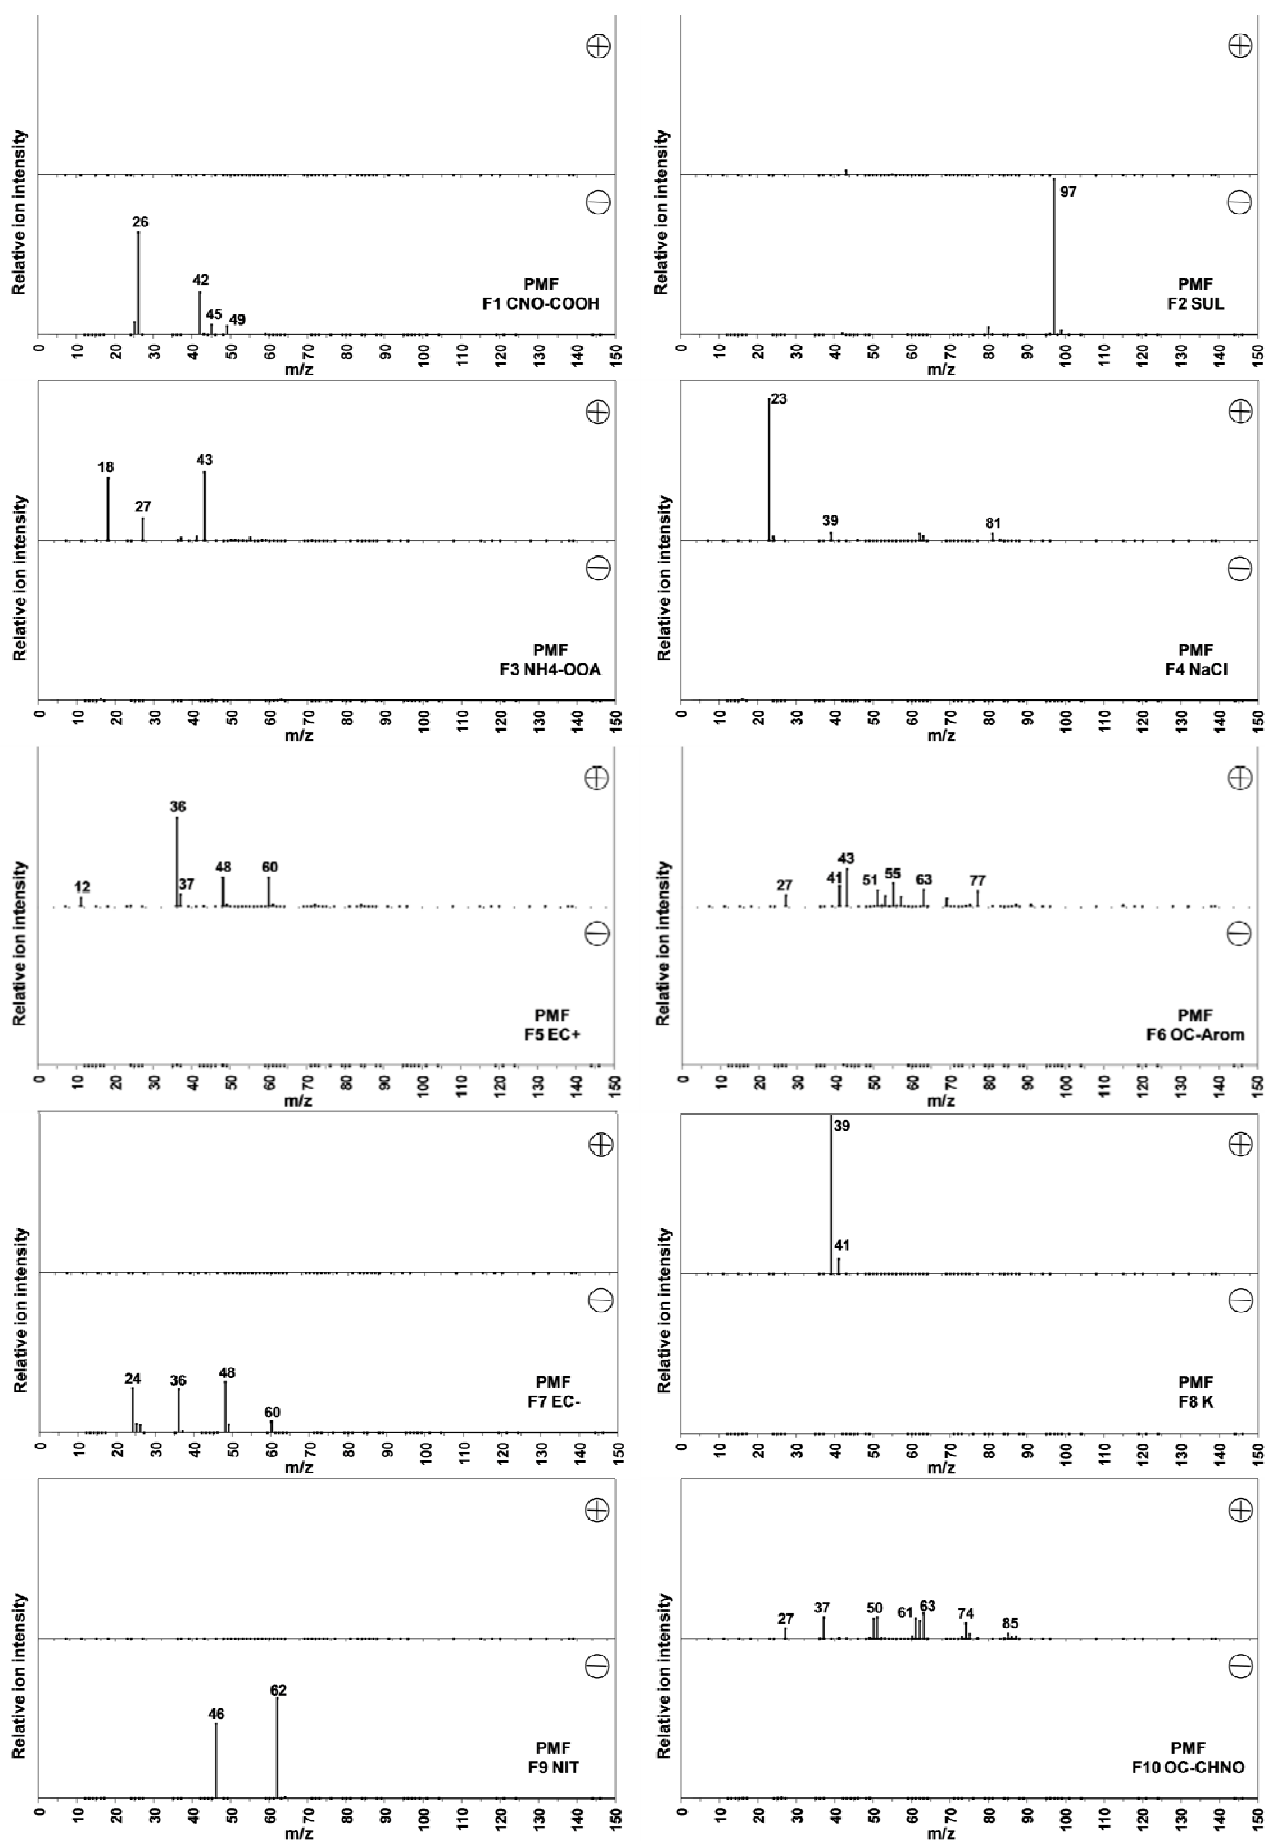 Relative ion intensity
26
42
45
49
PMF
F1 CNO-COOH
0 10 20 30 40 50 60 70 80 90 100 110 120 130 140 150
m/z
Relative ion intensity
97
PMF
F2 SUL
0 10 20 30 40 50 60 70 80 90 100 110 120 130 140 150
m/z
Relative ion intensity
18
27
43
PMF
F3 NH4-OOA
0 10 20 30 40 50 60 70 80 90 100 110 120 130 140 150
m/z
Relative ion intensity
23
39
81
PMF
F4 NaCl
0 10 20 30 40 50 60 70 80 90 100 110 120 130 140 150
m/z
Relative ion intensity
12
36
37
48
60
PMF
F5 EC+
0 10 20 30 40 50 60 70 80 90 100 110 120 130 140 150
m/z
Relative ion intensity
27
41
43
51
55
63
77
PMF
F6 OC-Arom
0 10 20 30 40 50 60 70 80 90 100 110 120 130 140 150
m/z
Relative ion intensity
24
36
48
60
PMF
F7 EC-
0 10 20 30 40 50 60 70 80 90 100 110 120 130 140 150
m/z
Relative ion intensity
39
41
PMF
F8 K
0 10 20 30 40 50 60 70 80 90 100 110 120 130 140 150
m/z
Relative ion intensity
46
62
PMF
F9 NIT
0 10 20 30 40 50 60 70 80 90 100 110 120 130 140 150
m/z
Relative ion intensity
27
37
50
61
63
74
85
PMF
F10 OC-CHNO
0 10 20 30 40 50 60 70 80 90 100 110 120 130 140 150
m/z